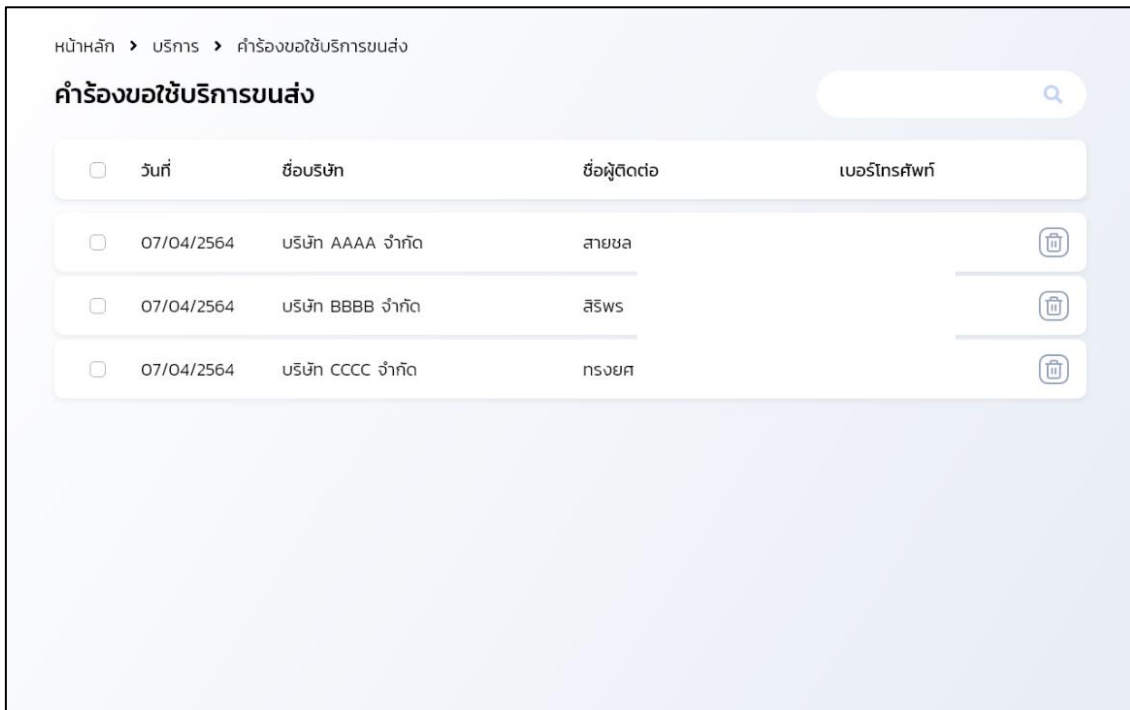 หน้าหลัก > บริการ > คำร้องขอใช้บริการขนส่ง
คำร้องขอใช้บริการขนส่ง
วันที่ ชื่อบริษัท ชื่อผู้ติดต่อ เบอร์โทรศัพท์
07/04/2564 บริษัท AAAA จำกัด สายชล
07/04/2564 บริษัท BBBB จำกัด สิริพร
07/04/2564 บริษัท CCCC จำกัด ทรงยศ